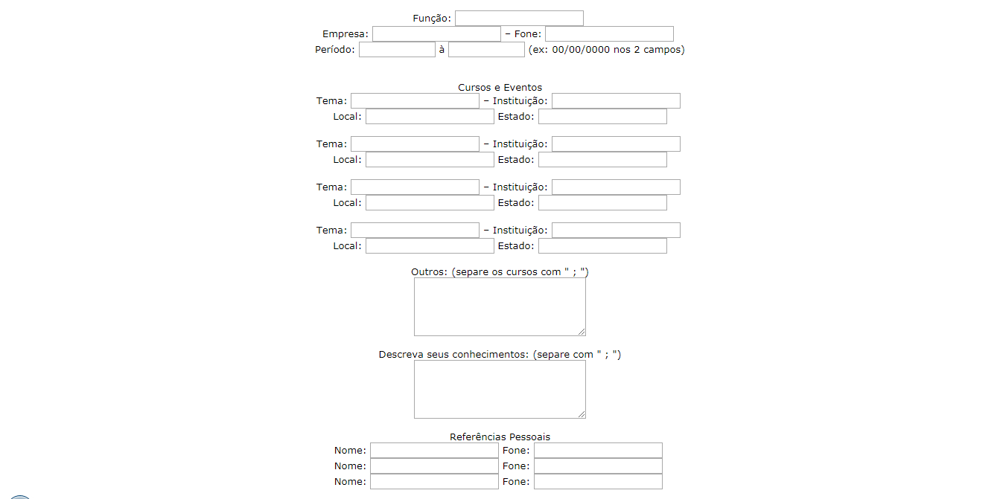 Função:
Empresa: – Fone:
Período: à (ex: 00/00/0000 nos 2 campos)
Cursos e Eventos
Tema: – Instituição:
Local: Estado:
Tema: – Instituição:
Local: Estado:
Tema: – Instituição:
Local: Estado:
Tema: – Instituição:
Local: Estado:
Outros: (separe os cursos com " ; ")
Descreva seus conhecimentos: (separe com " ; ")
Referências Pessoais
Nome: Fone:
Nome: Fone:
Nome: Fone: